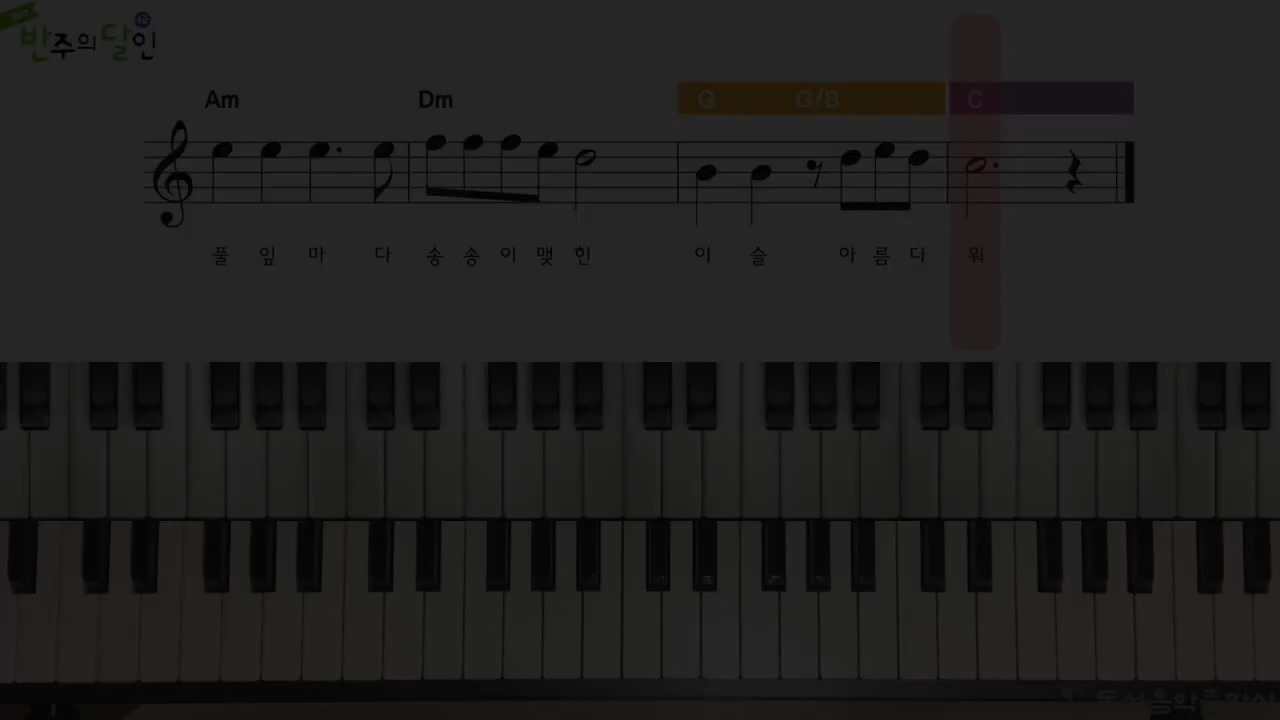 반주의달인
Am Dm G G/B C
풀 잎 마 다 송 송 이 맺 힌 이 슬 아 름 다 워